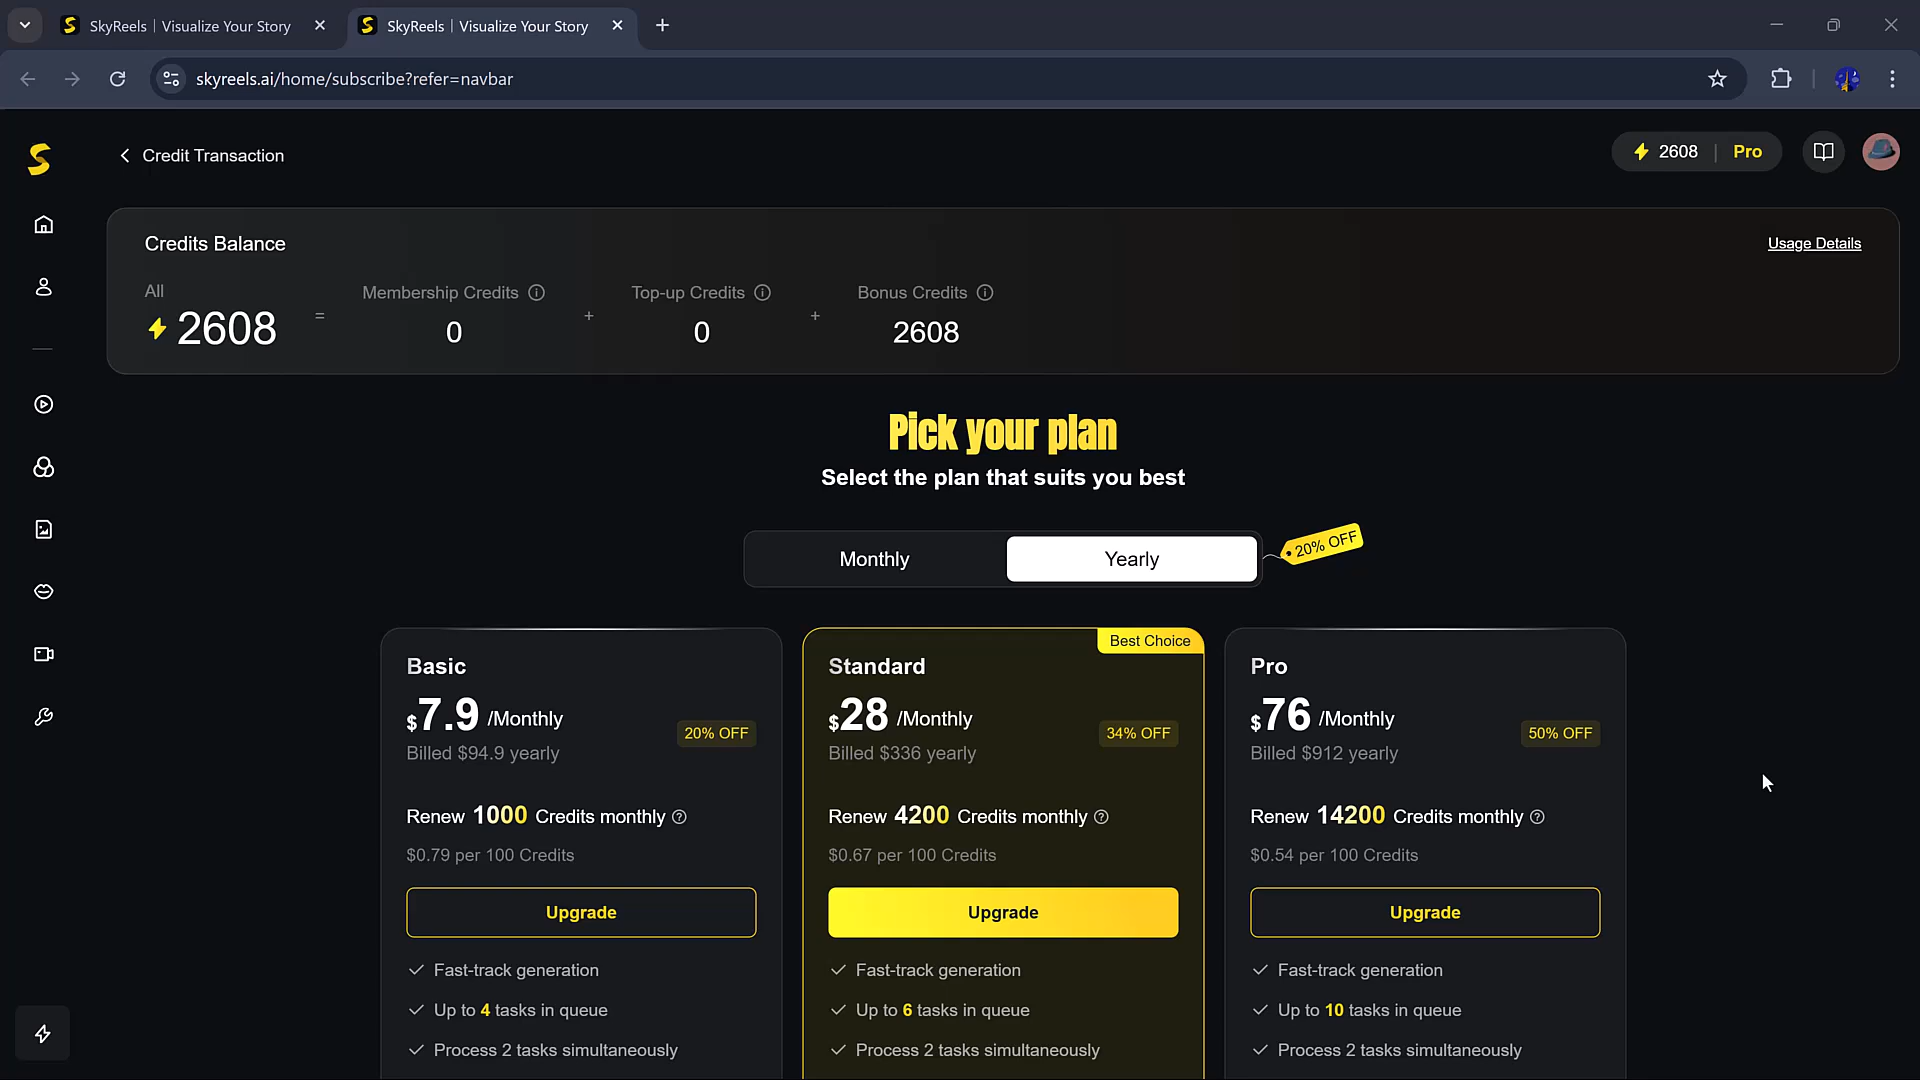 SkyReels | Visualize Your Story
SkyReels | Visualize Your Story
skyreels.ai/home/subscribe?refer=navbar
Credit Transaction
2608 | Pro
Credits Balance
Usage Details
All
2608
=
Membership Credits
0
+
Top-up Credits
0
+
Bonus Credits
2608
Pick your plan
Select the plan that suits you best
Monthly
Yearly
20% OFF
Basic
$7.9 /Monthly
20% OFF
Billed $94.9 yearly
Renew 1000 Credits monthly
$0.79 per 100 Credits
Upgrade
Fast-track generation
Up to 4 tasks in queue
Process 2 tasks simultaneously
Best Choice
Standard
$28 /Monthly
34% OFF
Billed $336 yearly
Renew 4200 Credits monthly
$0.67 per 100 Credits
Upgrade
Fast-track generation
Up to 6 tasks in queue
Process 2 tasks simultaneously
Pro
$76 /Monthly
50% OFF
Billed $912 yearly
Renew 14200 Credits monthly
$0.54 per 100 Credits
Upgrade
Fast-track generation
Up to 10 tasks in queue
Process 2 tasks simultaneously